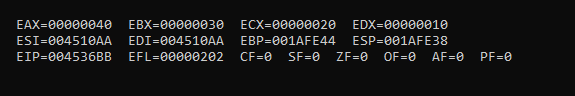 EAX=00000040  EBX=00000030  ECX=00000020  EDX=00000010
ESI=004510AA  EDI=004510AA  EBP=001AFE44  ESP=001AFE38
EIP=004536BB  EFL=00000202  CF=0  SF=0  ZF=0  OF=0  AF=0  PF=0